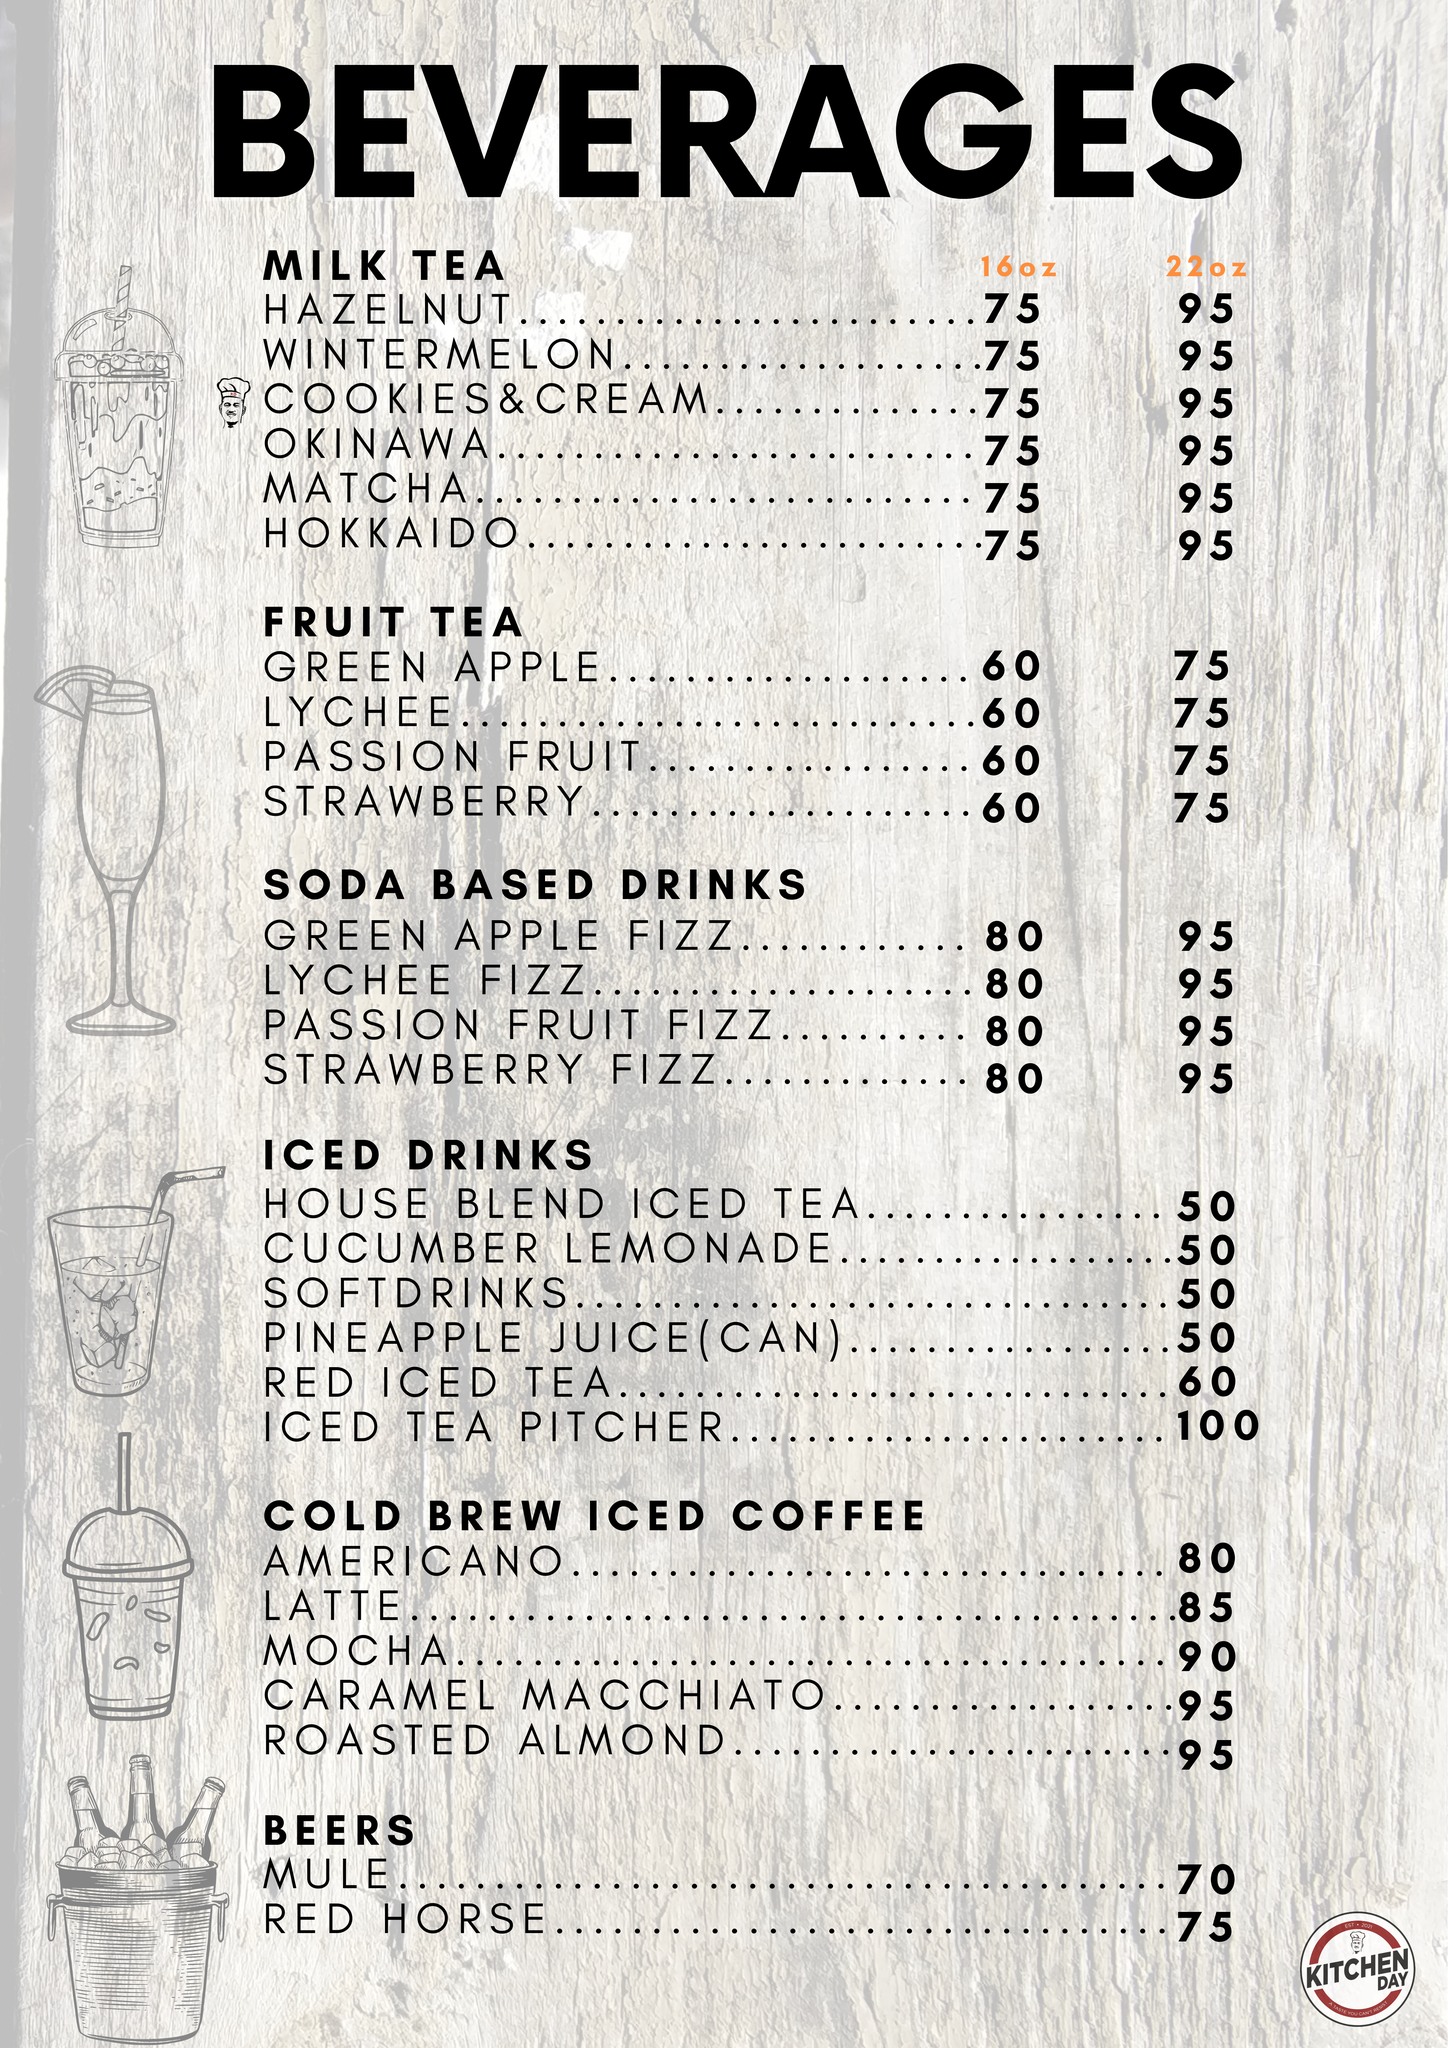 BEVERAGES
MILK TEA 16oz 22oz
HAZELNUT........................75 95
WINTERMELON...................75 95
COOKIES&CREAM..............75 95
OKINAWA.........................75 95
MATCHA..........................75 95
HOKKAIDO........................75 95
FRUIT TEA
GREEN APPLE...................60 75
LYCHEE...........................60 75
PASSION FRUIT.................60 75
STRAWBERRY....................60 75
SODA BASED DRINKS
GREEN APPLE FIZZ............80 95
LYCHEE FIZZ....................80 95
PASSION FRUIT FIZZ..........80 95
STRAWBERRY FIZZ.............80 95
ICED DRINKS
HOUSE BLEND ICED TEA................50
CUCUMBER LEMONADE..................50
SOFTDRINKS...............................50
PINEAPPLE JUICE(CAN).................50
RED ICED TEA.............................60
ICED TEA PITCHER.......................100
COLD BREW ICED COFFEE
AMERICANO...............................80
LATTE........................................85
MOCHA.....................................90
CARAMEL MACCHIATO..................95
ROASTED ALMOND.......................95
BEERS
MULE........................................70
RED HORSE................................75
EST • 2021
KITCHEN
DAY